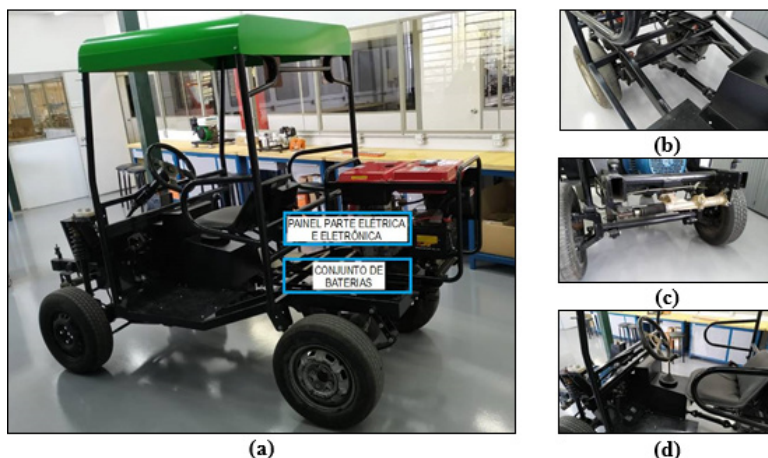 PAINEL PARTE ELÉTRICA
E ELETRÔNICA
CONJUNTO DE
BATERIAS
(a)
(b)
(c)
(d)